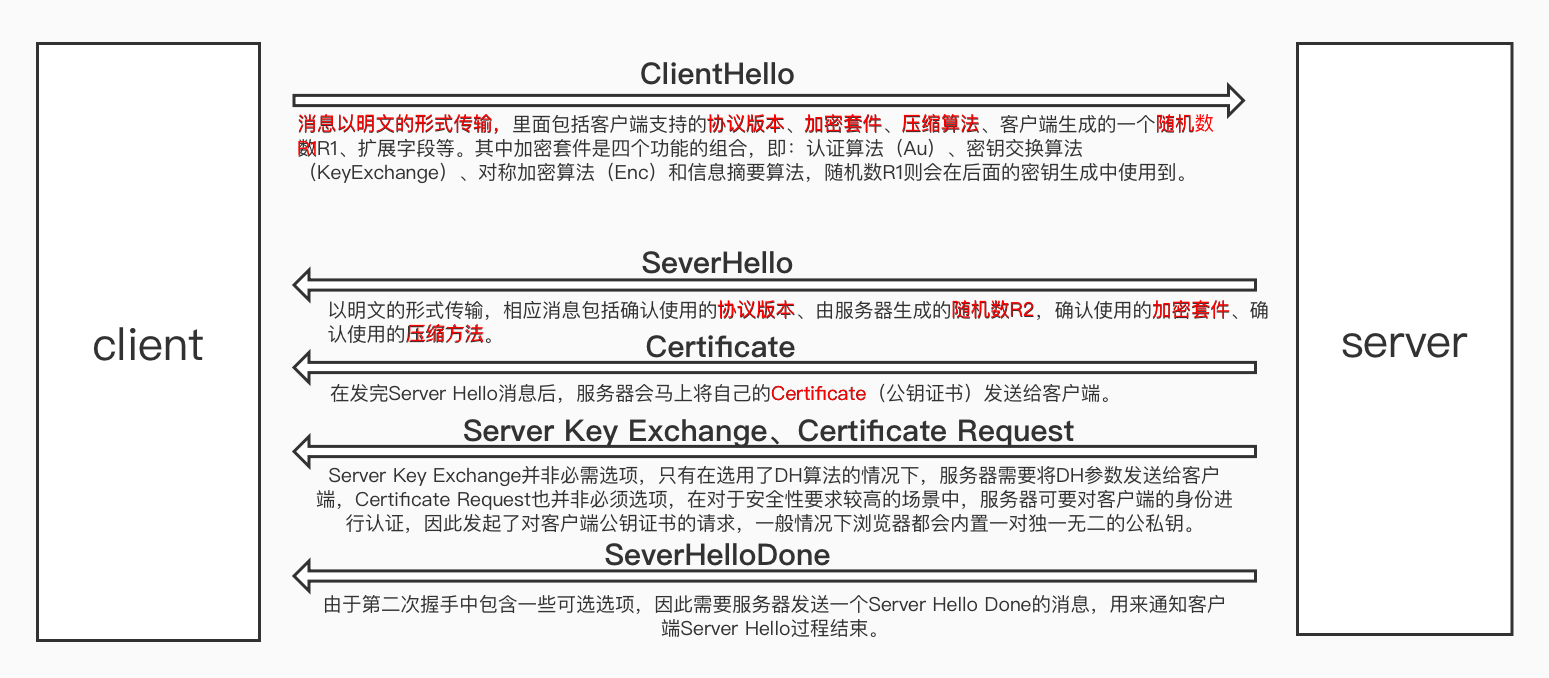 ClientHello
消息以明文的形式传输，里面包括客户端支持的协议版本、加密套件、压缩算法、客户端生成的一个随机数
数R1、扩展字段等。其中加密套件是四个功能的组合，即：认证算法（Au）、密钥交换算法
（KeyExchange）、对称加密算法（Enc）和信息摘要算法，随机数R1则会在后面的密钥生成中使用到。
SeverHello
以明文的形式传输，相应消息包括确认使用的协议版本、由服务器生成的随机数R2，确认使用的加密套件、确
认使用的压缩方法。
client
server
Certificate
在发完Server Hello消息后，服务器会马上将自己的Certificate（公钥证书）发送给客户端。
Server Key Exchange、Certificate Request
Server Key Exchange并非必需选项，只有在选用了DH算法的情况下，服务器需要将DH参数发送给客户
端，Certificate Request也并非必须选项，在对于安全性要求较高的场景中，服务器可要对客户端的身份进
行认证，因此发起了对客户端公钥证书的请求，一般情况下浏览器都会内置一对独一无二的公私钥。
SeverHelloDone
由于第二次握手中包含一些可选选项，因此需要服务器发送一个Server Hello Done的消息，用来通知客户
端Server Hello过程结束。